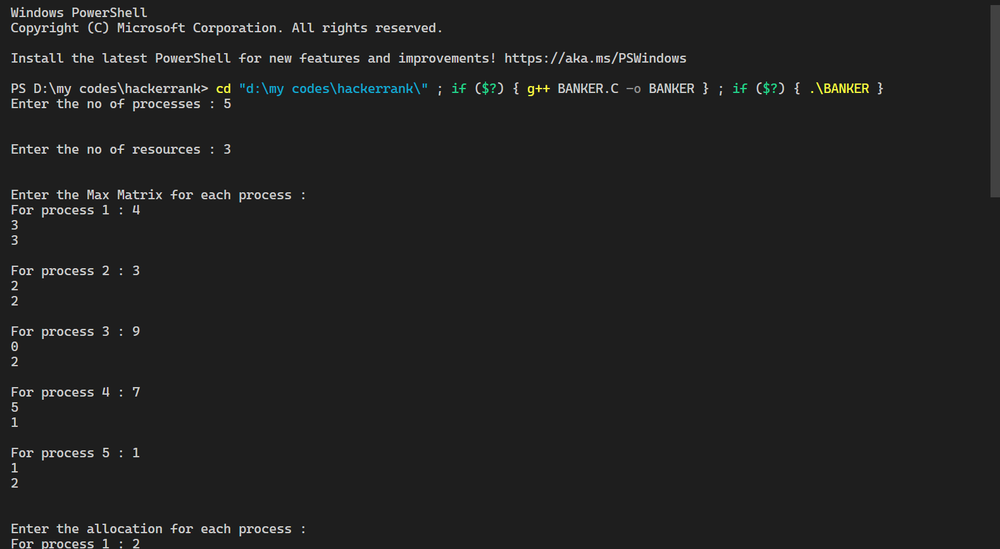 Windows PowerShell
Copyright (C) Microsoft Corporation. All rights reserved.
Install the latest PowerShell for new features and improvements! https://aka.ms/PSWindows
PS D:\my codes\hackerrank> cd "d:\my codes\hackerrank\" ; if ($?) { g++ BANKER.C -o BANKER } ; if ($?) { .\BANKER }
Enter the no of processes : 5
Enter the no of resources : 3
Enter the Max Matrix for each process :
For process 1 : 4
3
3
For process 2 : 3
2
2
For process 3 : 9
0
2
For process 4 : 7
5
1
For process 5 : 1
1
2
Enter the allocation for each process :
For process 1 : 2